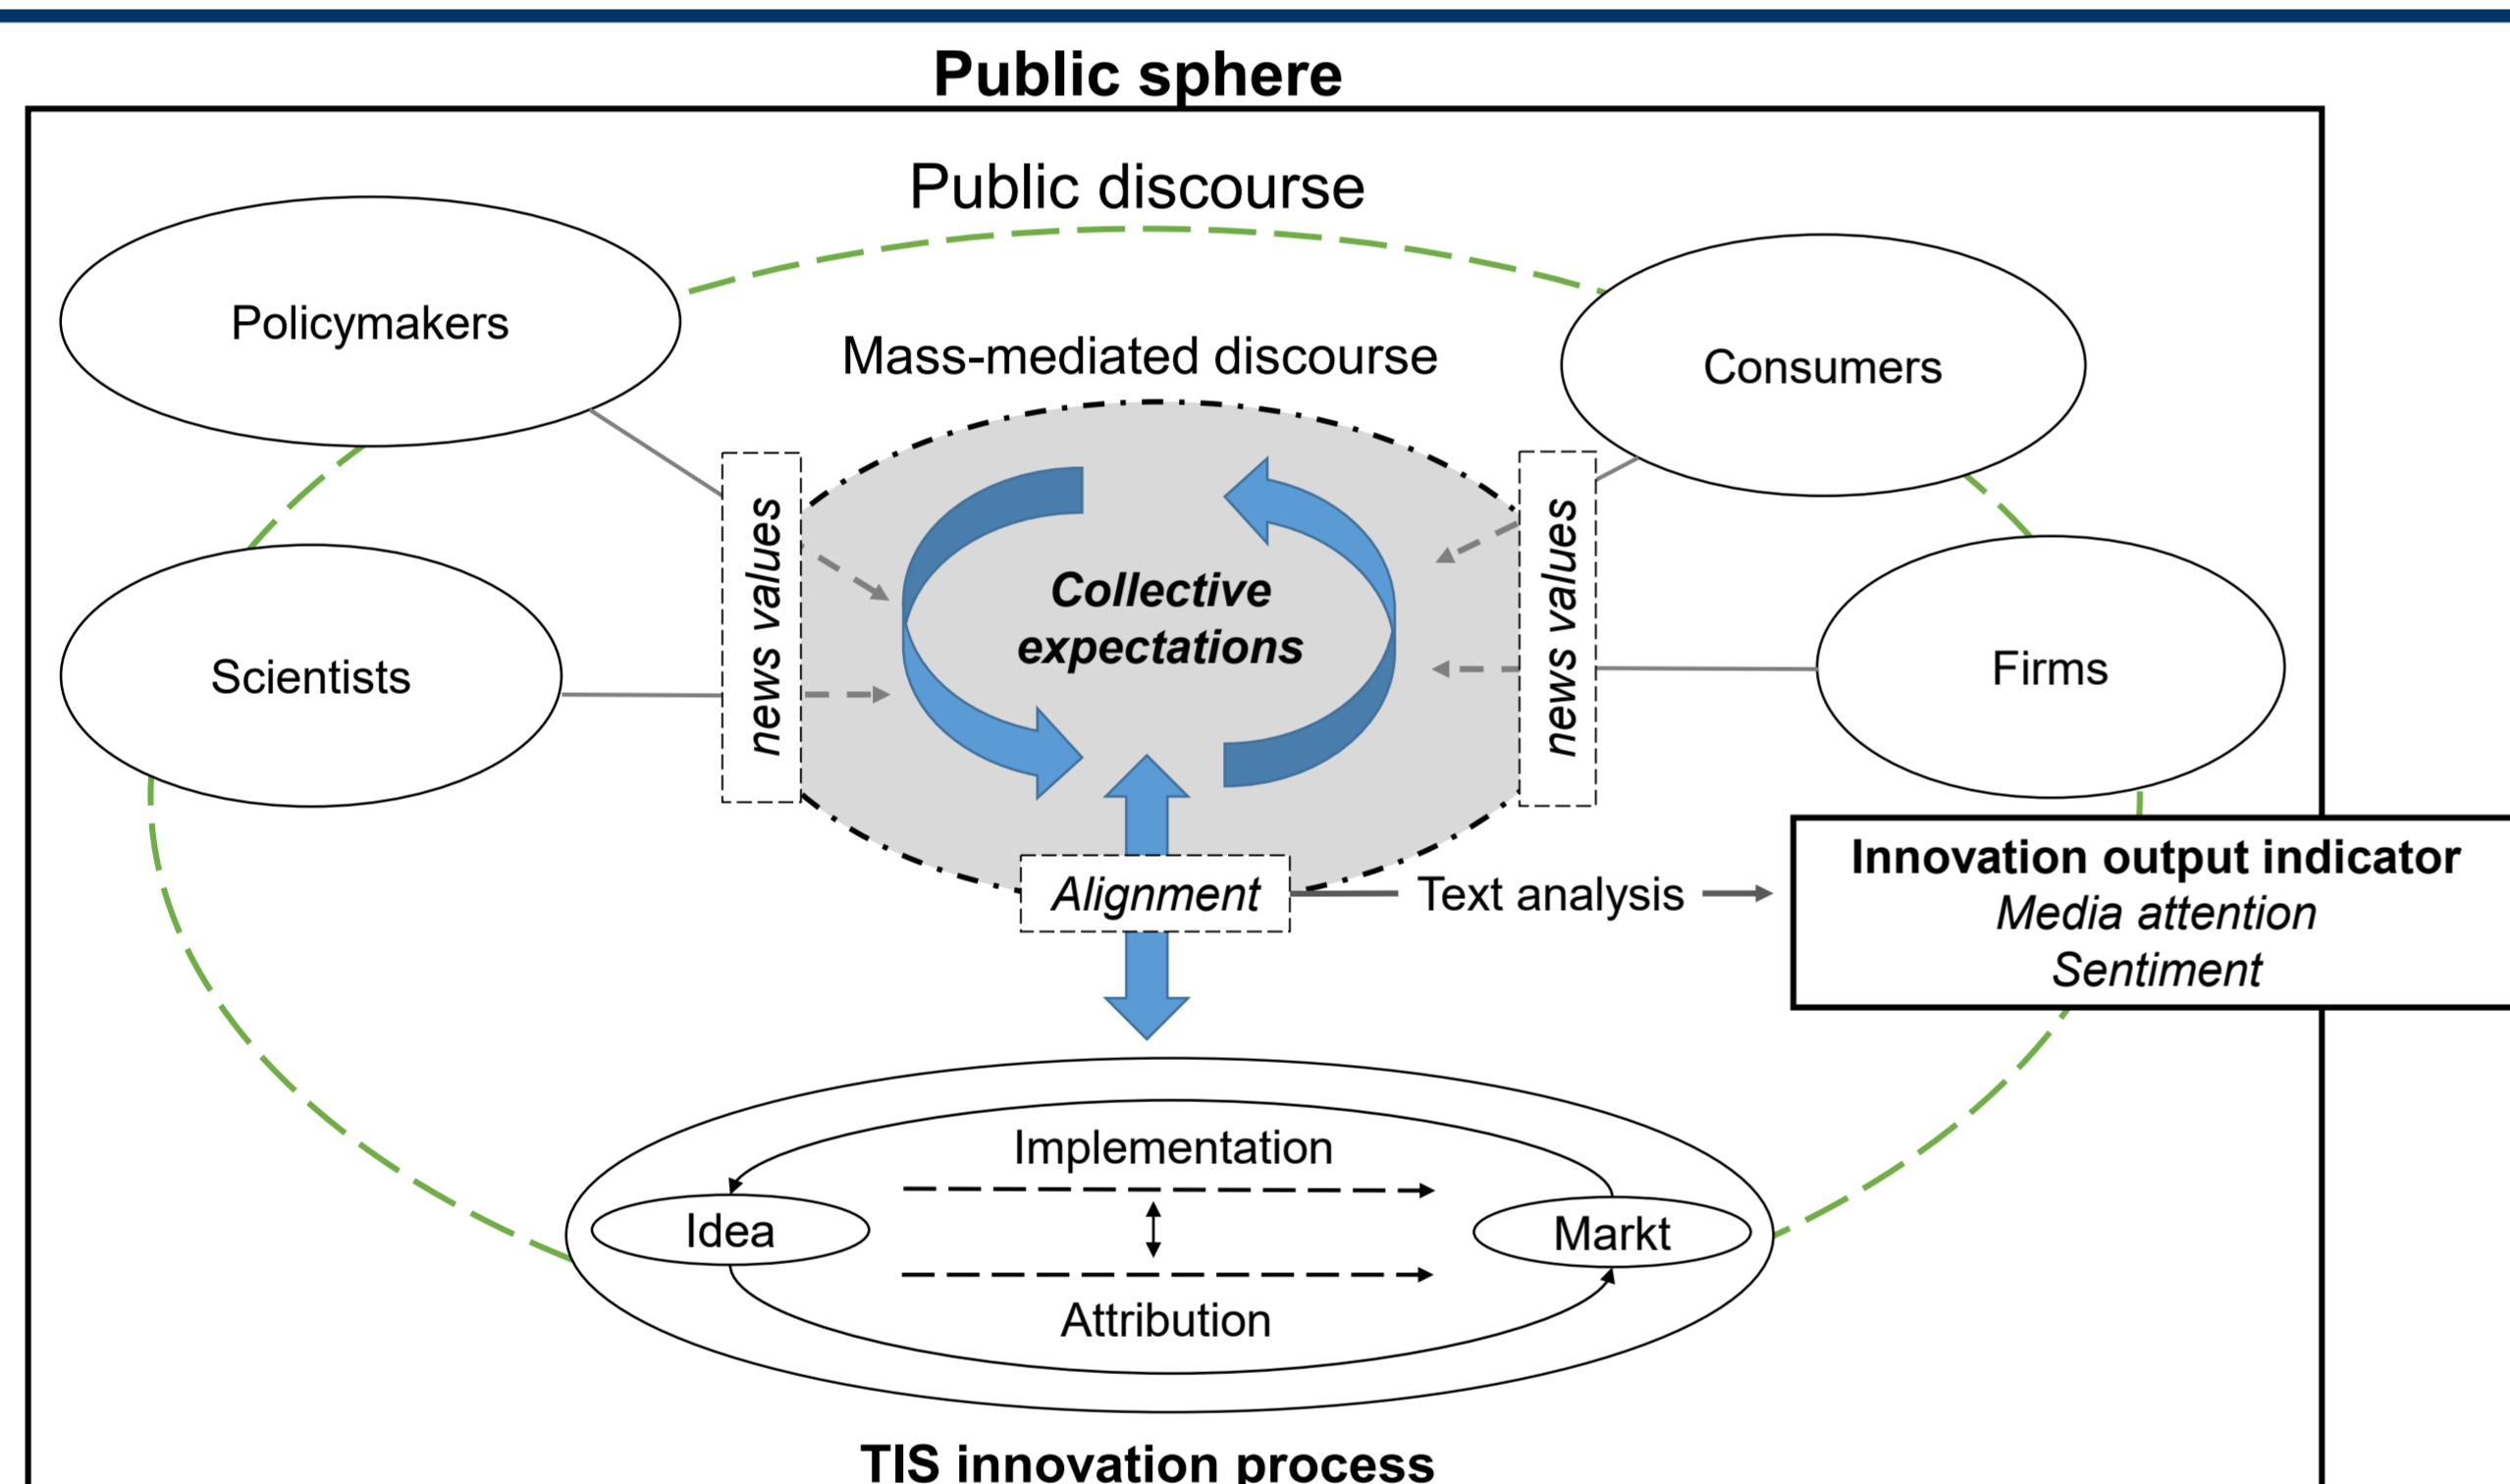 Public sphere
Public discourse
Policymakers
Mass-mediated discourse
Consumers
news values
Collective
expectations
news values
Scientists
Firms
Alignment
Text analysis
Innovation output indicator
Media attention
Sentiment
Implementation
Idea
Markt
Attribution
TIS innovation process